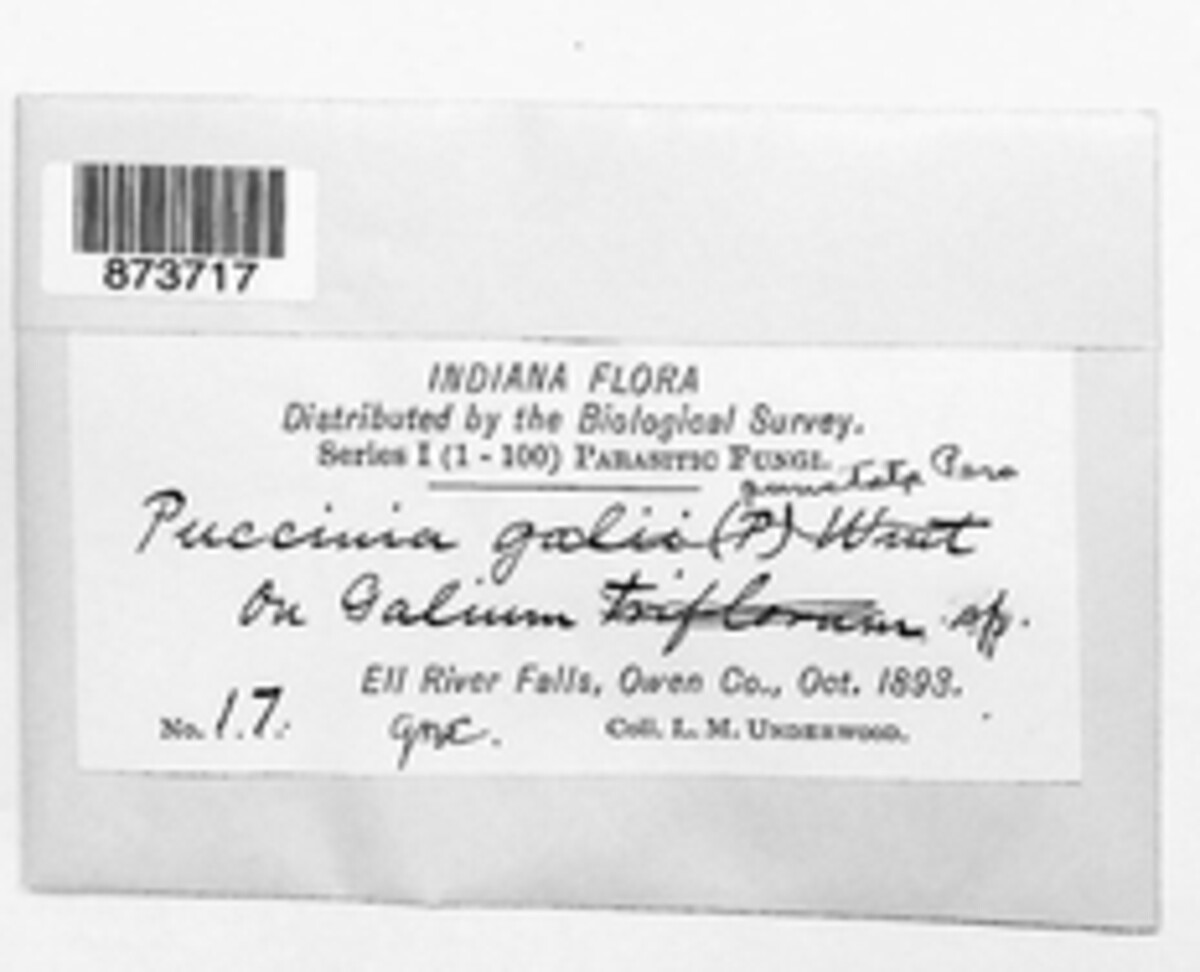 873717
INDIANA FLORA
Distributed by the Biological Survey.
Series I (1 - 100) PARASITIC FUNGI.
Puccinia galii (P) Wint
On Galium triflorum sp.
Ell River Falls, Owen Co., Oct. 1893.
No. 17. Coll. L. M. UNDERWOOD.